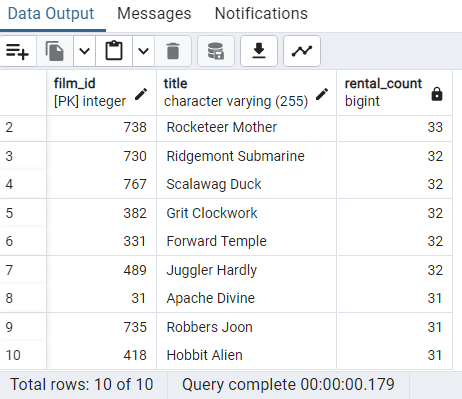 Data Output Messages Notifications
film_id title rental_count
[PK] integer character varying (255) bigint
2 738 Rocketeer Mother 33
3 730 Ridgemont Submarine 32
4 767 Scalawag Duck 32
5 382 Grit Clockwork 32
6 331 Forward Temple 32
7 489 Juggler Hardly 32
8 31 Apache Divine 31
9 735 Robbers Joon 31
10 418 Hobbit Alien 31
Total rows: 10 of 10 Query complete 00:00:00.179